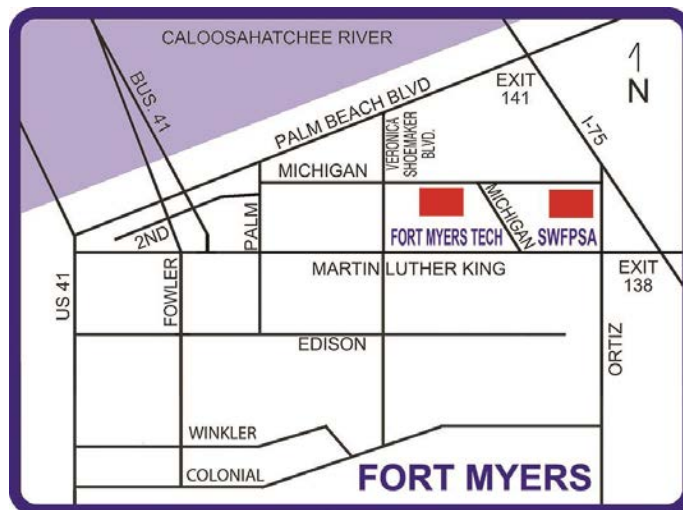 CALOOSAHATCHEE RIVER
BUS. 41
PALM BEACH BLVD
EXIT
141
I-75
N
VERONICA
SHOEMAKER
BLVD.
MICHIGAN
2ND
PALM
FORT MYERS TECH
MICHIGAN
SWFPSA
US 41
FOWLER
MARTIN LUTHER KING
EXIT
138
EDISON
ORTIZ
WINKLER
COLONIAL
FORT MYERS